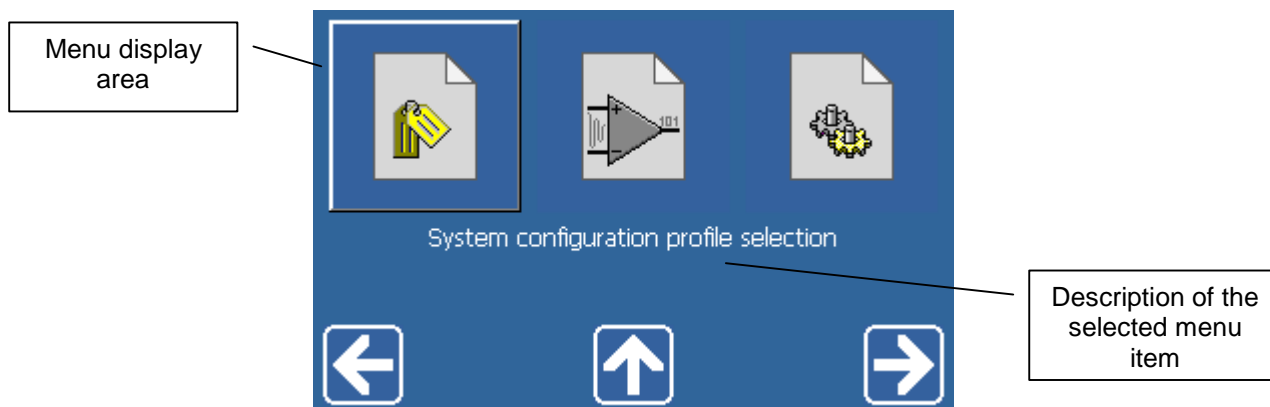 Menu display
area
101
System configuration profile selection
Description of the
selected menu
item